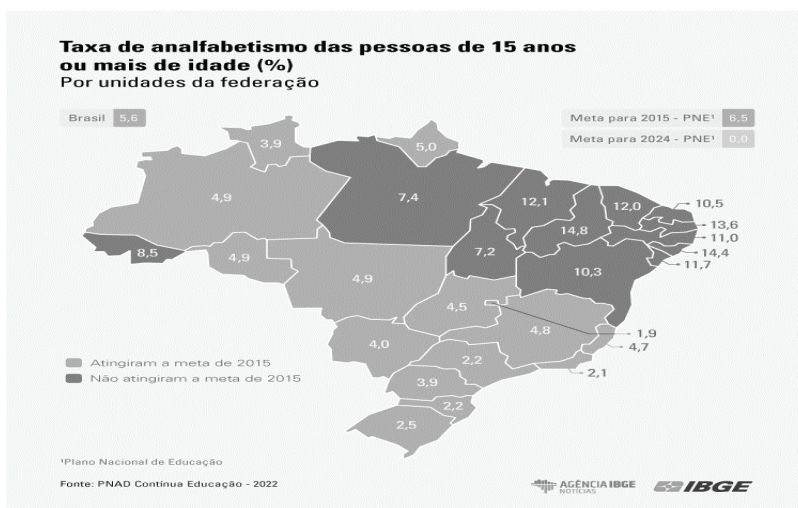 Taxa de analfabetismo das pessoas de 15 anos
ou mais de idade (%)
Por unidades da federação
Brasil 5,6
Meta para 2015 - PNE¹ 6,5
Meta para 2024 - PNE¹ 0,0
3,9
5,0
4,9
7,4
12,1
12,0
10,5
13,6
14,8
11,0
14,4
11,7
8,5
4,9
7,2
10,3
4,9
4,5
4,8
1,9
4,7
4,0
2,2
2,1
3,9
2,2
2,5
Atingiram a meta de 2015
Não atingiram a meta de 2015
¹Plano Nacional de Educação
Fonte: PNAD Contínua Educação - 2022
AGÊNCIA IBGE
NOTÍCIAS
IBGE